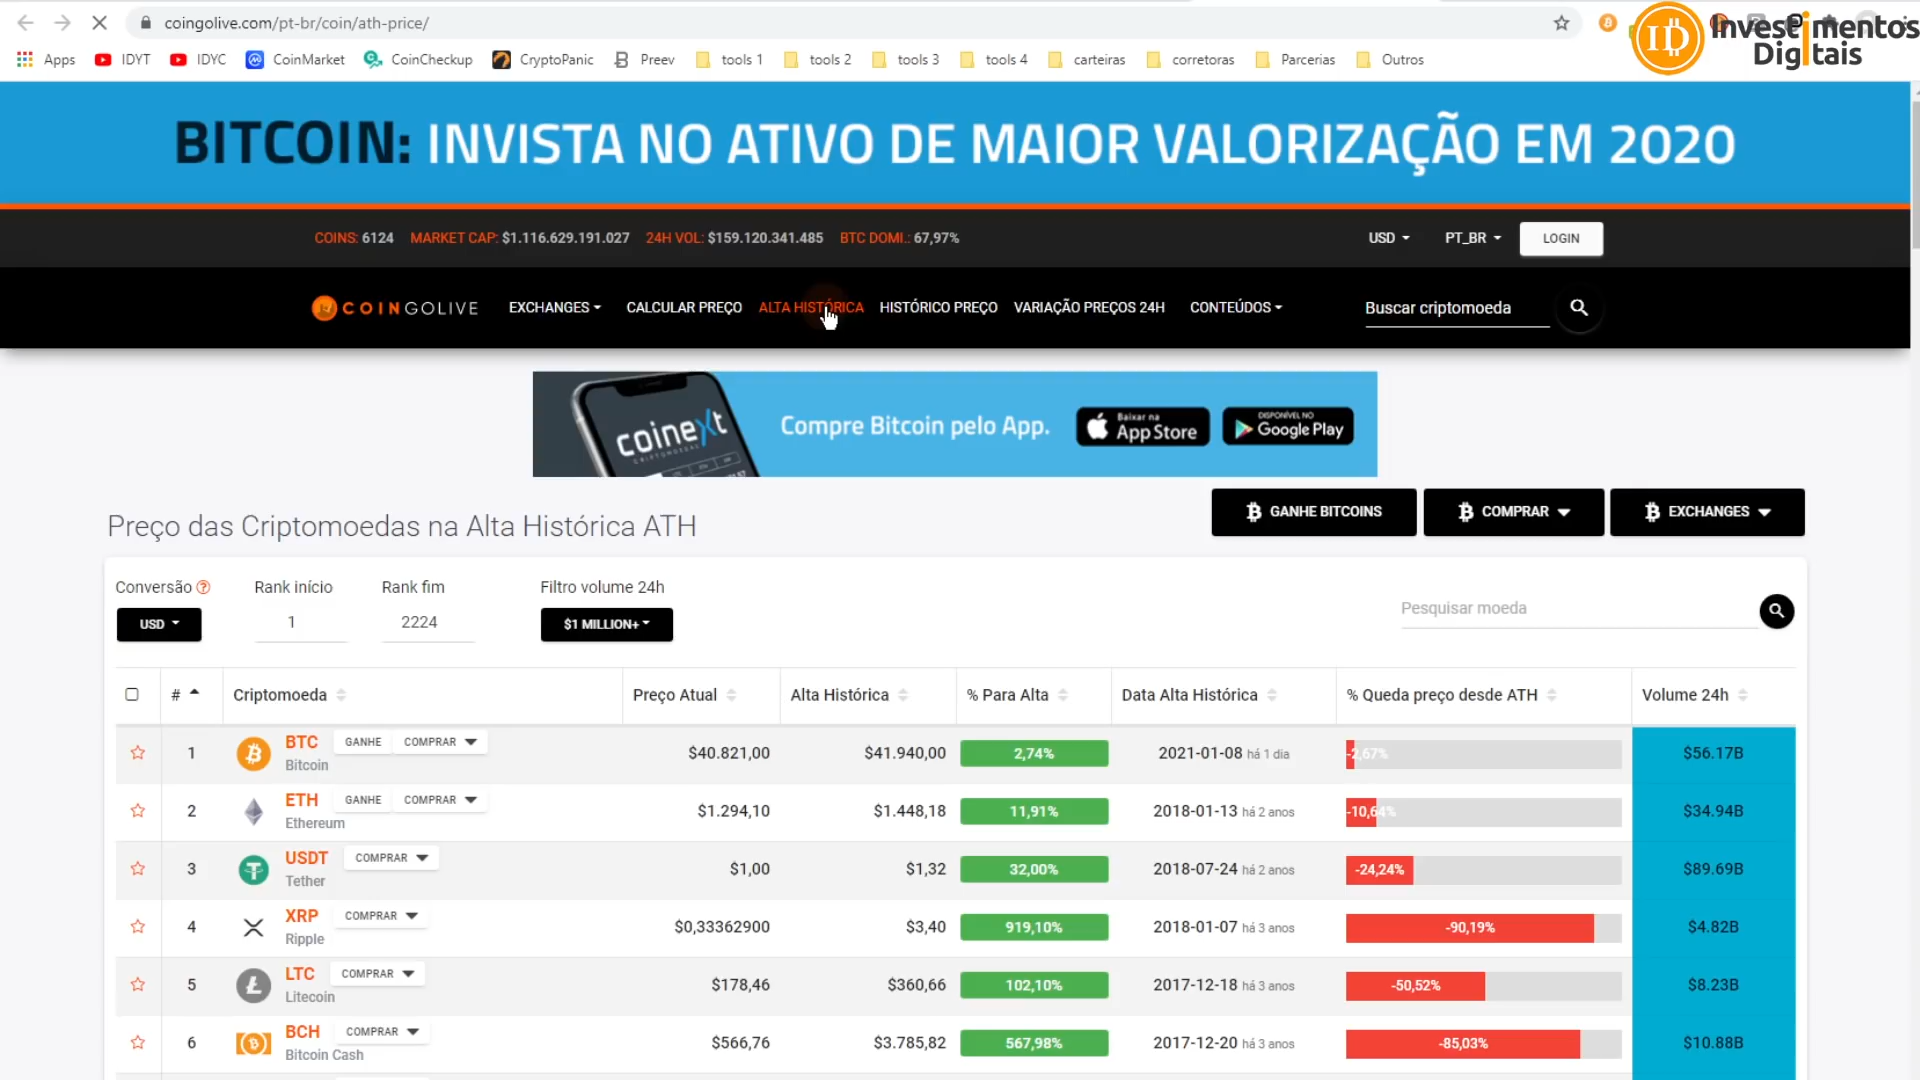 coingolive.com/pt-br/coin/ath-price/
Investimentos
Digitais
Apps IDYT IDYC CoinMarket CoinCheckup CryptoPanic Preev tools 1 tools 2 tools 3 tools 4 carteiras corretoras Parcerias Outros
BITCOIN: INVISTA NO ATIVO DE MAIOR VALORIZAÇÃO EM 2020
COINS: 6124 MARKET CAP: $1.116.629.191.027 24H VOL: $159.120.341.485 BTC DOMI.: 67,97% USD PT_BR LOGIN
COINGOLIVE EXCHANGES CALCULAR PREÇO ALTA HISTÓRICA HISTÓRICO PREÇO VARIAÇÃO PREÇOS 24H CONTEÚDOS Buscar criptomoeda
coinext
CRIPTOMOEDAS
Compre Bitcoin pelo App.
Baixar na
App Store
DISPONÍVEL NO
Google Play
GANHE BITCOINS COMPRAR EXCHANGES
Preço das Criptomoedas na Alta Histórica ATH
Conversão Rank início Rank fim Filtro volume 24h
USD 1 2224 $1 MILLION+ Pesquisar moeda
# Criptomoeda Preço Atual Alta Histórica % Para Alta Data Alta Histórica % Queda preço desde ATH Volume 24h
1 BTC GANHE COMPRAR $40.821,00 $41.940,00 2,74% 2021-01-08 há 1 dia -2,67% $56.17B
Bitcoin
2 ETH GANHE COMPRAR $1.294,10 $1.448,18 11,91% 2018-01-13 há 2 anos -10,64% $34.94B
Ethereum
3 USDT COMPRAR $1,00 $1,32 32,00% 2018-07-24 há 2 anos -24,24% $89.69B
Tether
4 XRP COMPRAR $0,33362900 $3,40 919,10% 2018-01-07 há 3 anos -90,19% $4.82B
Ripple
5 LTC COMPRAR $178,46 $360,66 102,10% 2017-12-18 há 3 anos -50,52% $8.23B
Litecoin
6 BCH COMPRAR $566,76 $3.785,82 567,98% 2017-12-20 há 3 anos -85,03% $10.88B
Bitcoin Cash